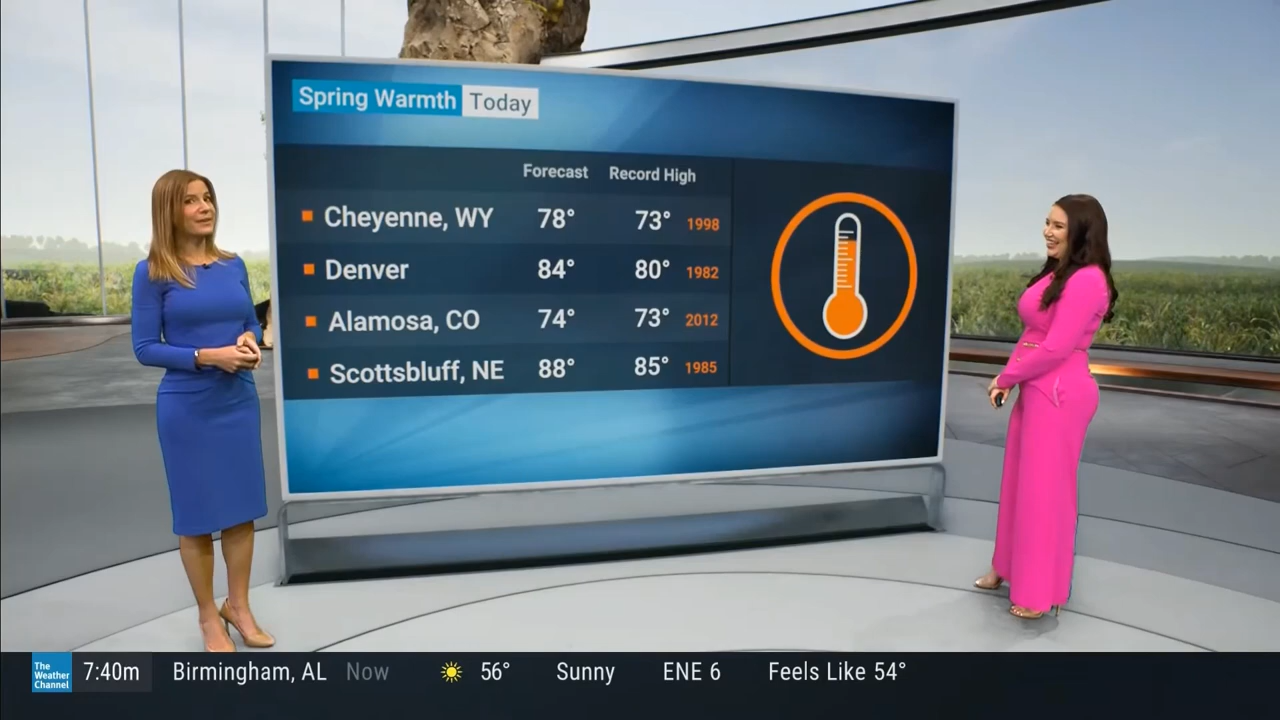 Spring Warmth Today
Forecast Record High
Cheyenne, WY 78° 73° 1998
Denver 84° 80° 1982
Alamosa, CO 74° 73° 2012
Scottsbluff, NE 88° 85° 1985
The
Weather
Channel
7:40m Birmingham, AL Now 56° Sunny ENE 6 Feels Like 54°